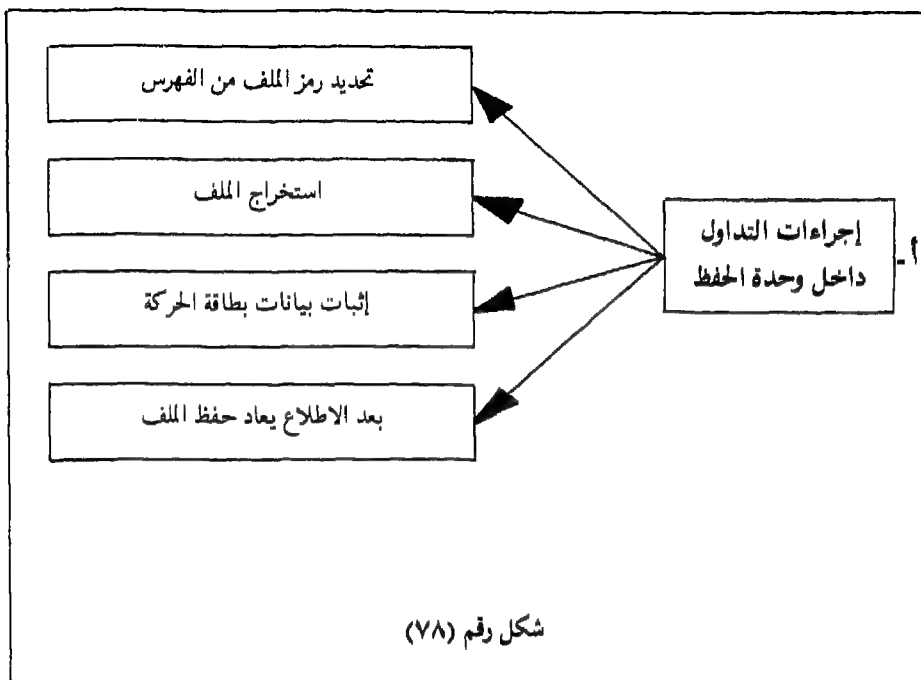 أ ـ
إجراءات التداول
داخل وحدة الحفظ
تحديد رمز الملف من الفهرس
استخراج الملف
إثبات بيانات بطاقة الحركة
بعد الاطلاع يعاد حفظ الملف
شكل رقم (٧٨)